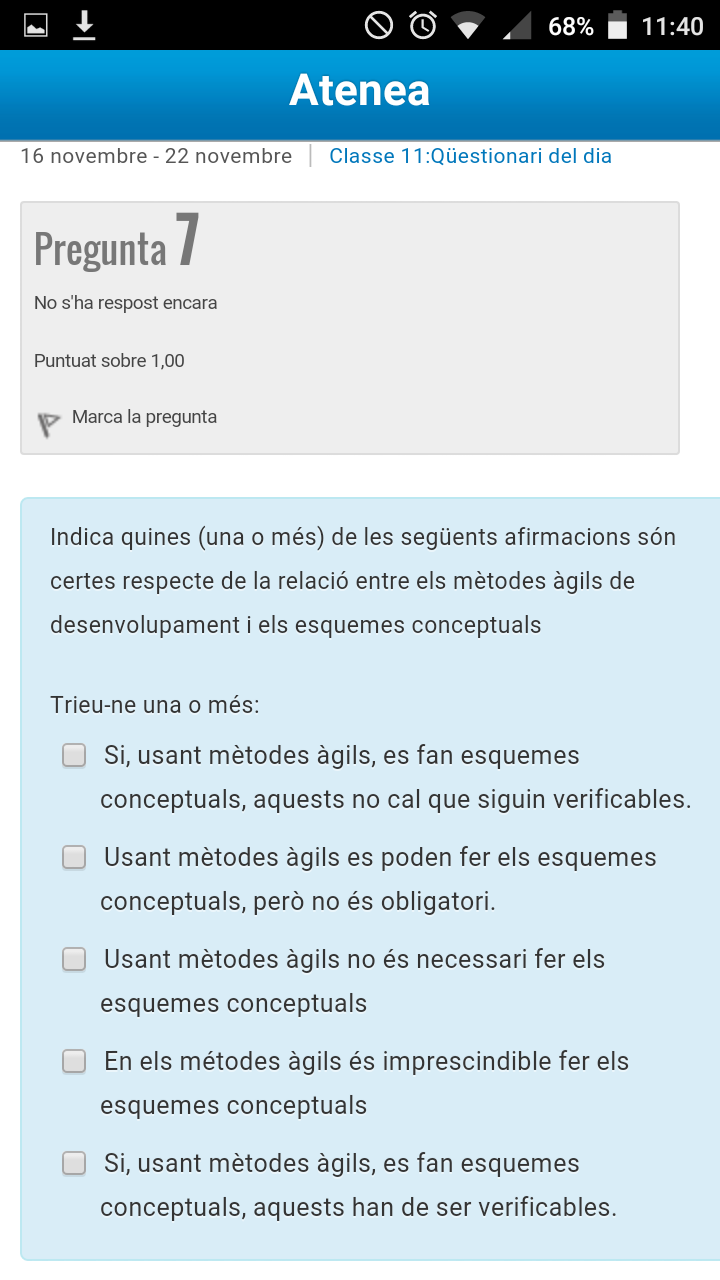 68% 11:40
Atenea
16 novembre - 22 novembre | Classe 11:Qüestionari del dia
Pregunta 7
No s'ha respost encara
Puntuat sobre 1,00
Marca la pregunta
Indica quines (una o més) de les següents afirmacions són
certes respecte de la relació entre els mètodes àgils de
desenvolupament i els esquemes conceptuals
Trieu-ne una o més:
Si, usant mètodes àgils, es fan esquemes
conceptuals, aquests no cal que siguin verificables.
Usant mètodes àgils es poden fer els esquemes
conceptuals, però no és obligatori.
Usant mètodes àgils no és necessari fer els
esquemes conceptuals
En els métodes àgils és imprescindible fer els
esquemes conceptuals
Si, usant mètodes àgils, es fan esquemes
conceptuals, aquests han de ser verificables.